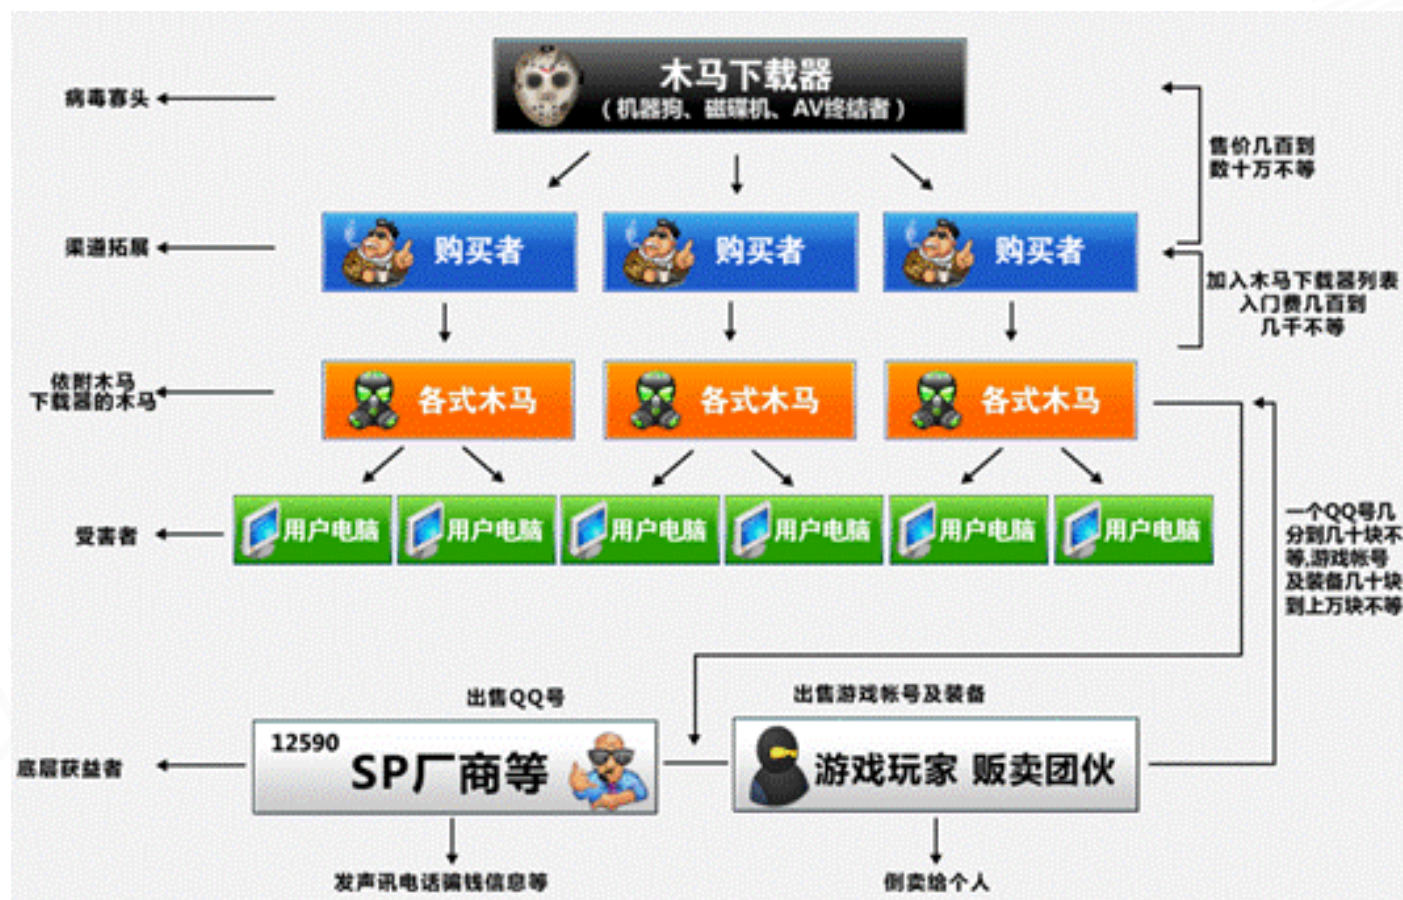 木马下载器
（机器狗、磁碟机、AV终结者）
病毒寡头
售价几百到
数十万不等
渠道拓展
购买者
购买者
购买者
加入木马下载器列表
入门费几百到
几千不等
依附木马
下载器的木马
各式木马
各式木马
各式木马
受害者
用户电脑
用户电脑
用户电脑
用户电脑
用户电脑
用户电脑
一个QQ号几
分到几十块不
等,游戏帐号
及装备几十块
到上万块不等
出售QQ号
出售游戏帐号及装备
底层获益者
12590
SP厂商等
游戏玩家 贩卖团伙
发声讯电话骗钱信息等
倒卖给个人